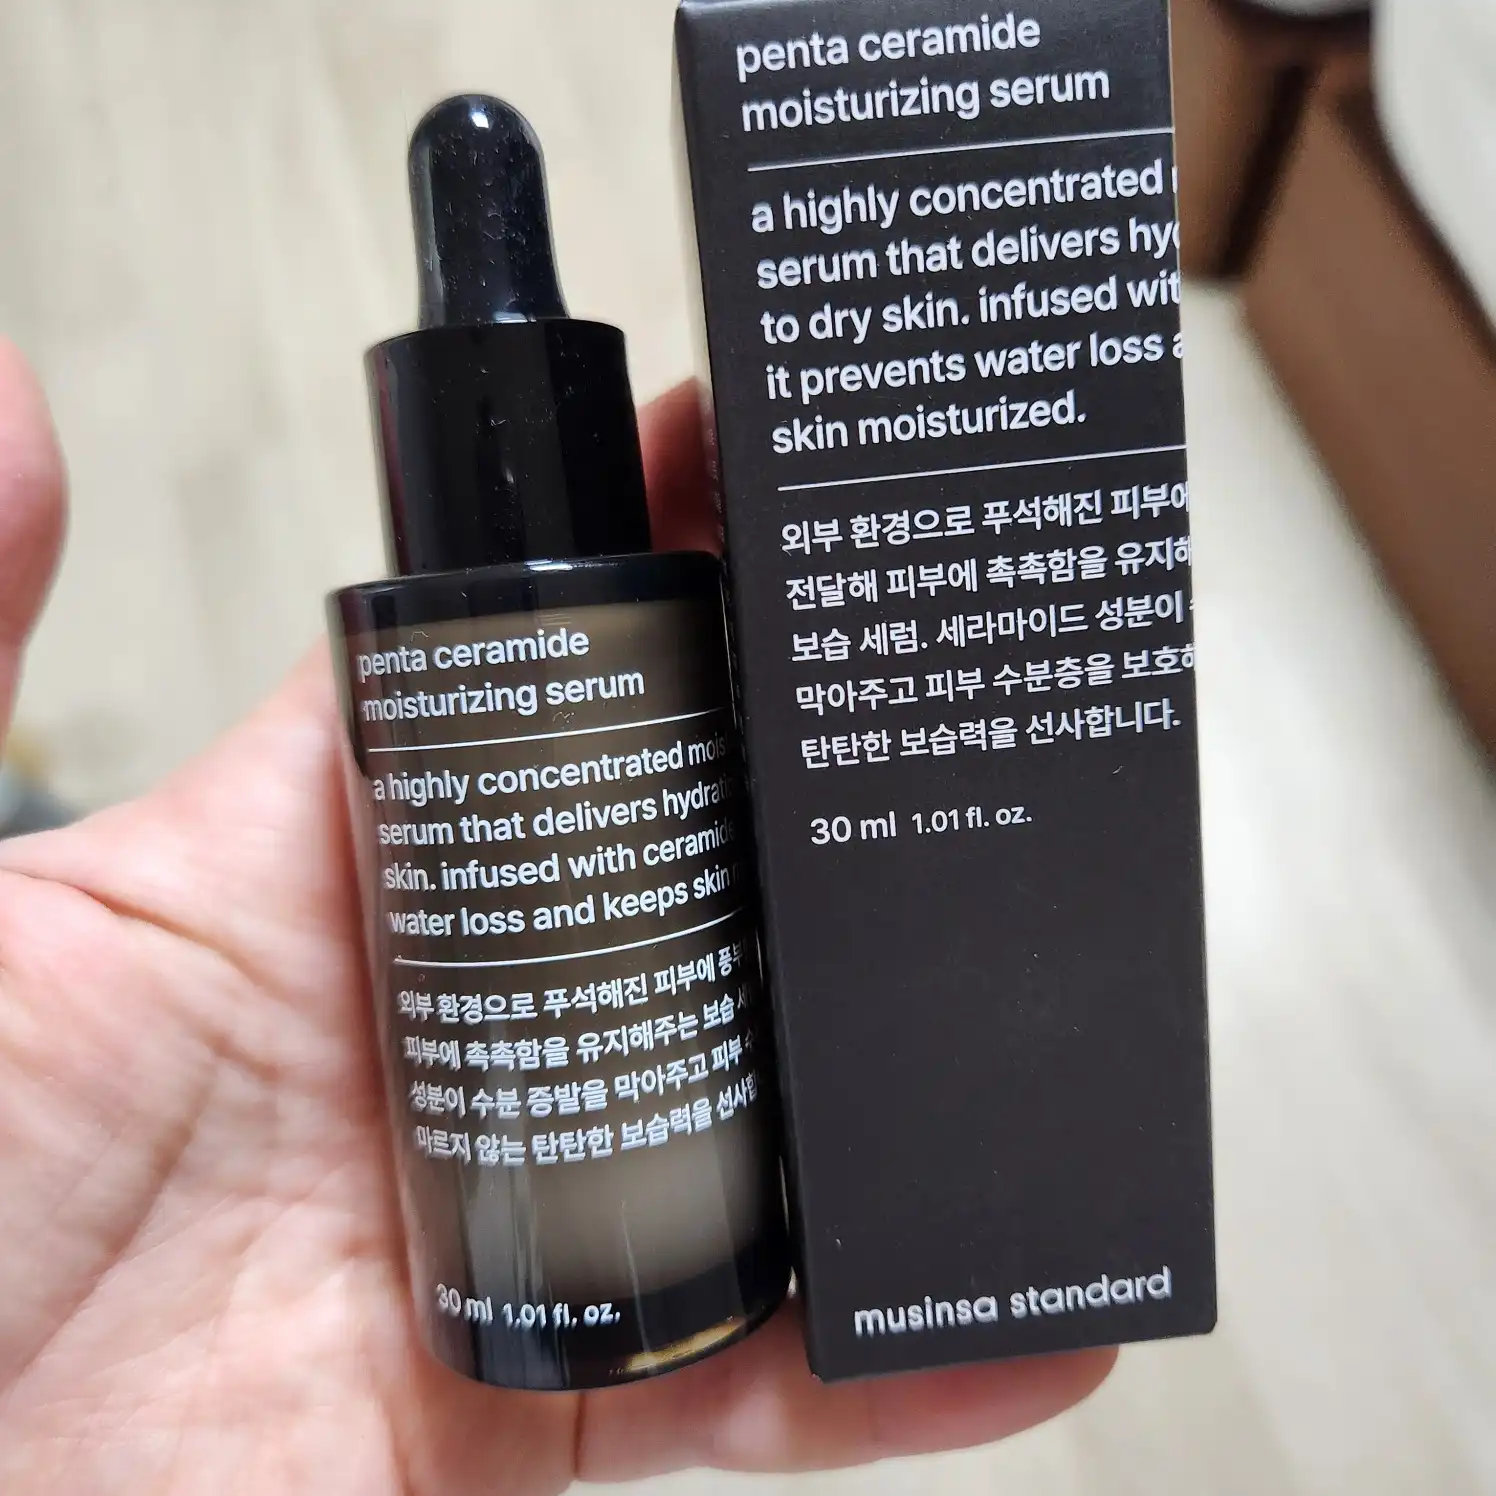 penta ceramide
moisturizing serum
a highly concentrated
serum that delivers
to dry skin. infused
it prevents water loss
skin moisturized.
외부 환경으로 푸석해진 피부에
전달해 피부에 촉촉함을 유지해
보습 세럼. 세라마이드 성분이
막아주고 피부 수분층을 보호해
탄탄한 보습력을 선사합니다.
30 ml 1.01 fl. oz.
musinsa standard
penta ceramide
moisturizing serum
a highly concentrated
serum that delivers
skin. infused with
water loss and keeps skin
외부 환경으로 푸석해진 피부에
피부에 촉촉함을 유지해주는 보습
성분이 수분 증발을 막아주고 피부
마르지 않는 탄탄한 보습력을
30 ml 1.01 fl. oz.